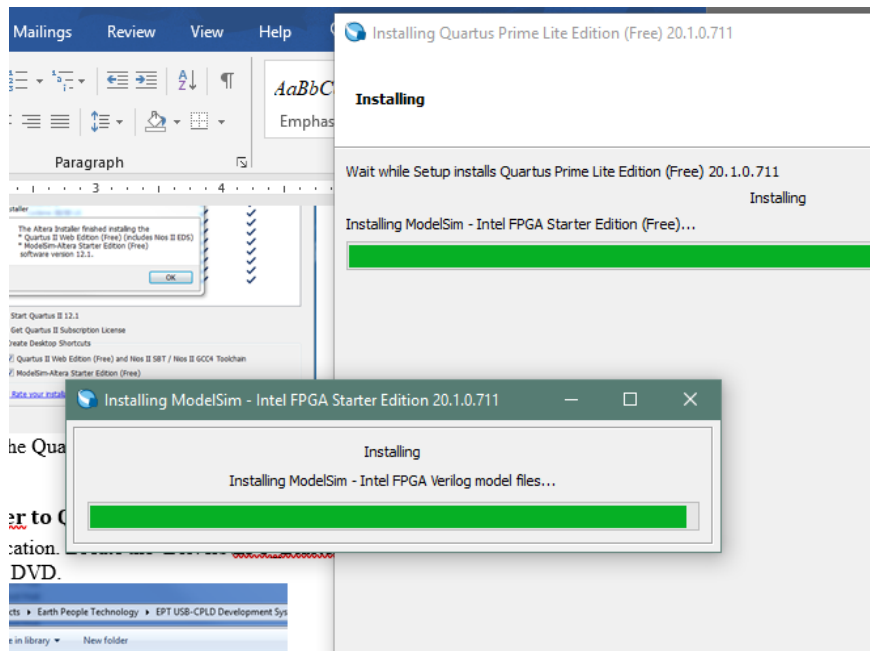 Mailings Review View Help
AaBbC
Emphas
Paragraph
3 4
The Altera Installer finished installing the
* Quartus II Web Edition (Free) (includes Nios II EDS)
* ModelSim-Altera Starter Edition (Free)
software version 12.1.
OK
Start Quartus II 12.1
Get Quartus II Subscription License
Create Desktop Shortcuts
Quartus II Web Edition (Free) and Nios II SBT / Nios II GCC4 Toolchain
ModelSim-Altera Starter Edition (Free)
Rate your
he Qua
er to Q
cation.
DVD.
cts ▸ Earth People Technology ▸ EPT USB-CPLD Development Sys
e in library New folder
Installing Quartus Prime Lite Edition (Free) 20.1.0.711
Installing
Wait while Setup installs Quartus Prime Lite Edition (Free) 20.1.0.711
Installing
Installing ModelSim - Intel FPGA Starter Edition (Free)...
Installing ModelSim - Intel FPGA Starter Edition 20.1.0.711
Installing
Installing ModelSim - Intel FPGA Verilog model files...